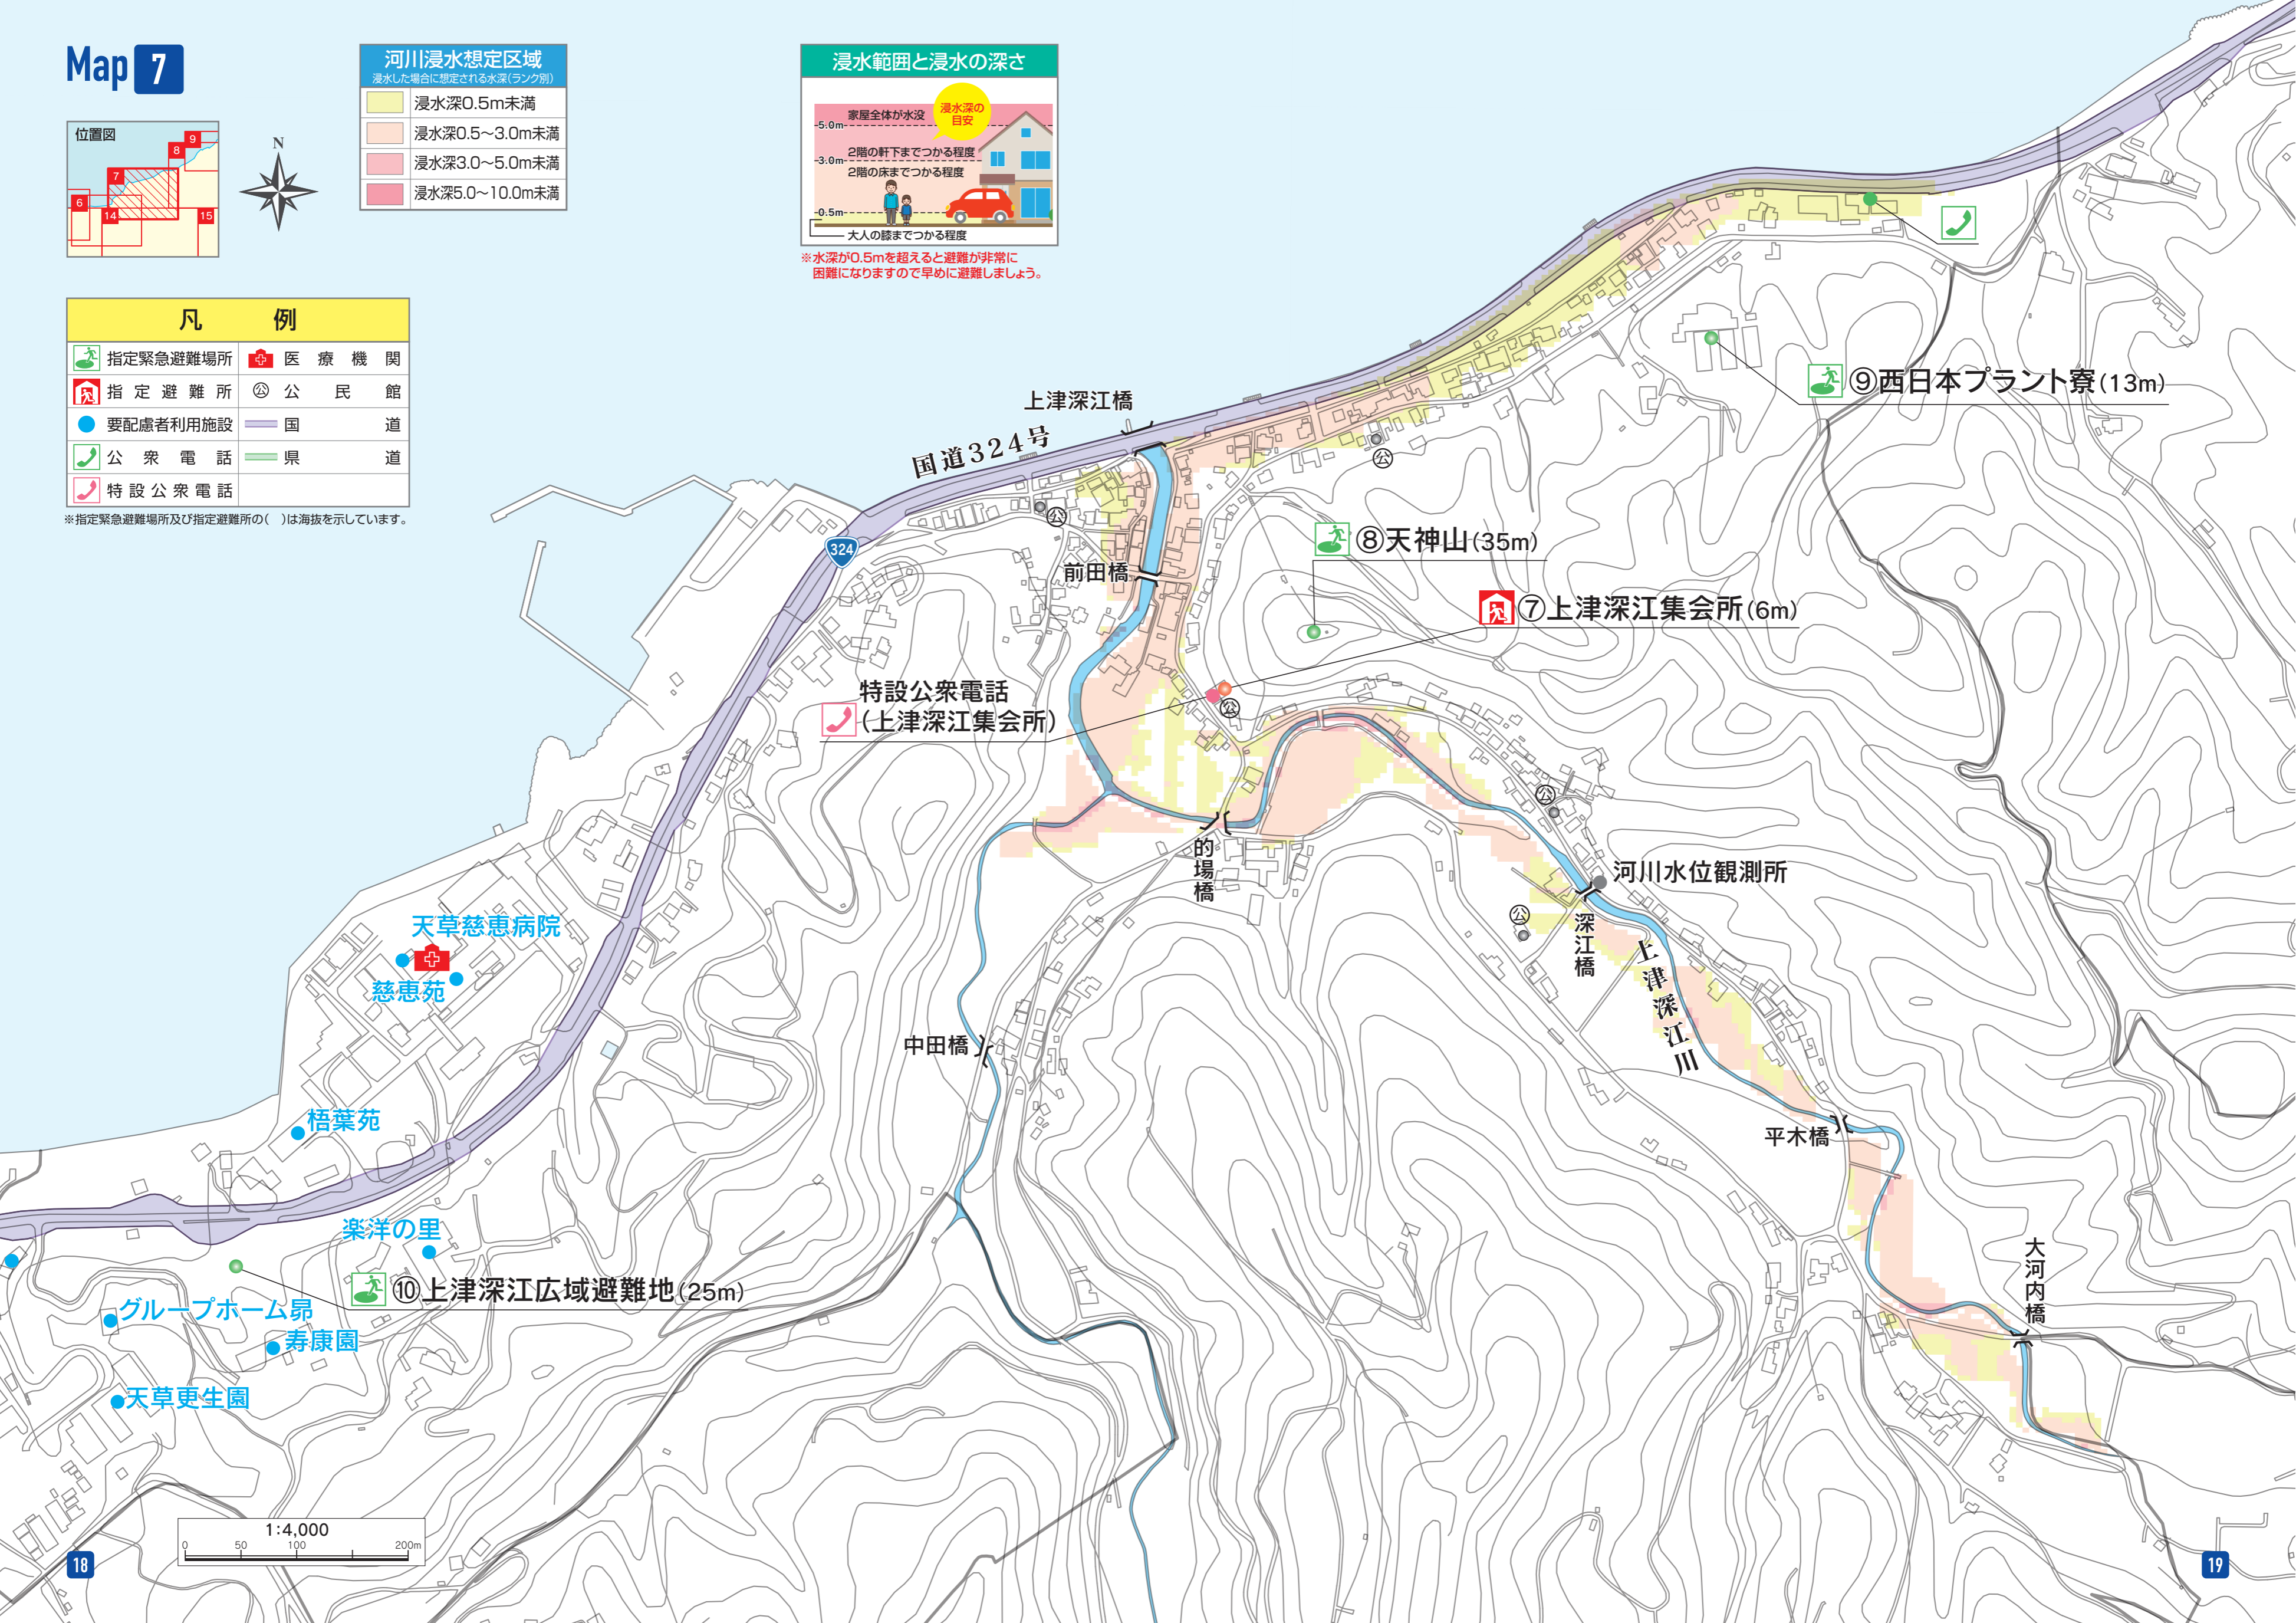 Map 7
位置図
9
8
7
6
14
15
N
河川浸水想定区域
浸水した場合に想定される水深(ランク別)
浸水深0.5m未満
浸水深0.5～3.0m未満
浸水深3.0～5.0m未満
浸水深5.0～10.0m未満
浸水範囲と浸水の深さ
浸水深の
目安
家屋全体が水没
5.0m
2階の軒下までつかる程度
3.0m
2階の床までつかる程度
0.5m
大人の膝までつかる程度
※水深が0.5mを超えると避難が非常に
困難になりますので早めに避難しましょう。
凡例
指定緊急避難場所 医療機関
指定避難所 公 公民館
要配慮者利用施設 国道
公衆電話 県道
特設公衆電話
※指定緊急避難場所及び指定避難所の( )は海抜を示しています。
⑨西日本プラント寮(13m)
上津深江橋
国道324号
公
公
324
前田橋
⑧天神山(35m)
⑦上津深江集会所(6m)
特設公衆電話
(上津深江集会所)
公
公
的場橋
河川水位観測所
公
深江橋
上津深江川
天草慈恵病院
慈恵苑
中田橋
梧葉苑
平木橋
楽洋の里
大河内橋
⑩上津深江広域避難地(25m)
グループホーム昴
寿康園
天草更生園
1:4,000
0 50 100 200m
18
19